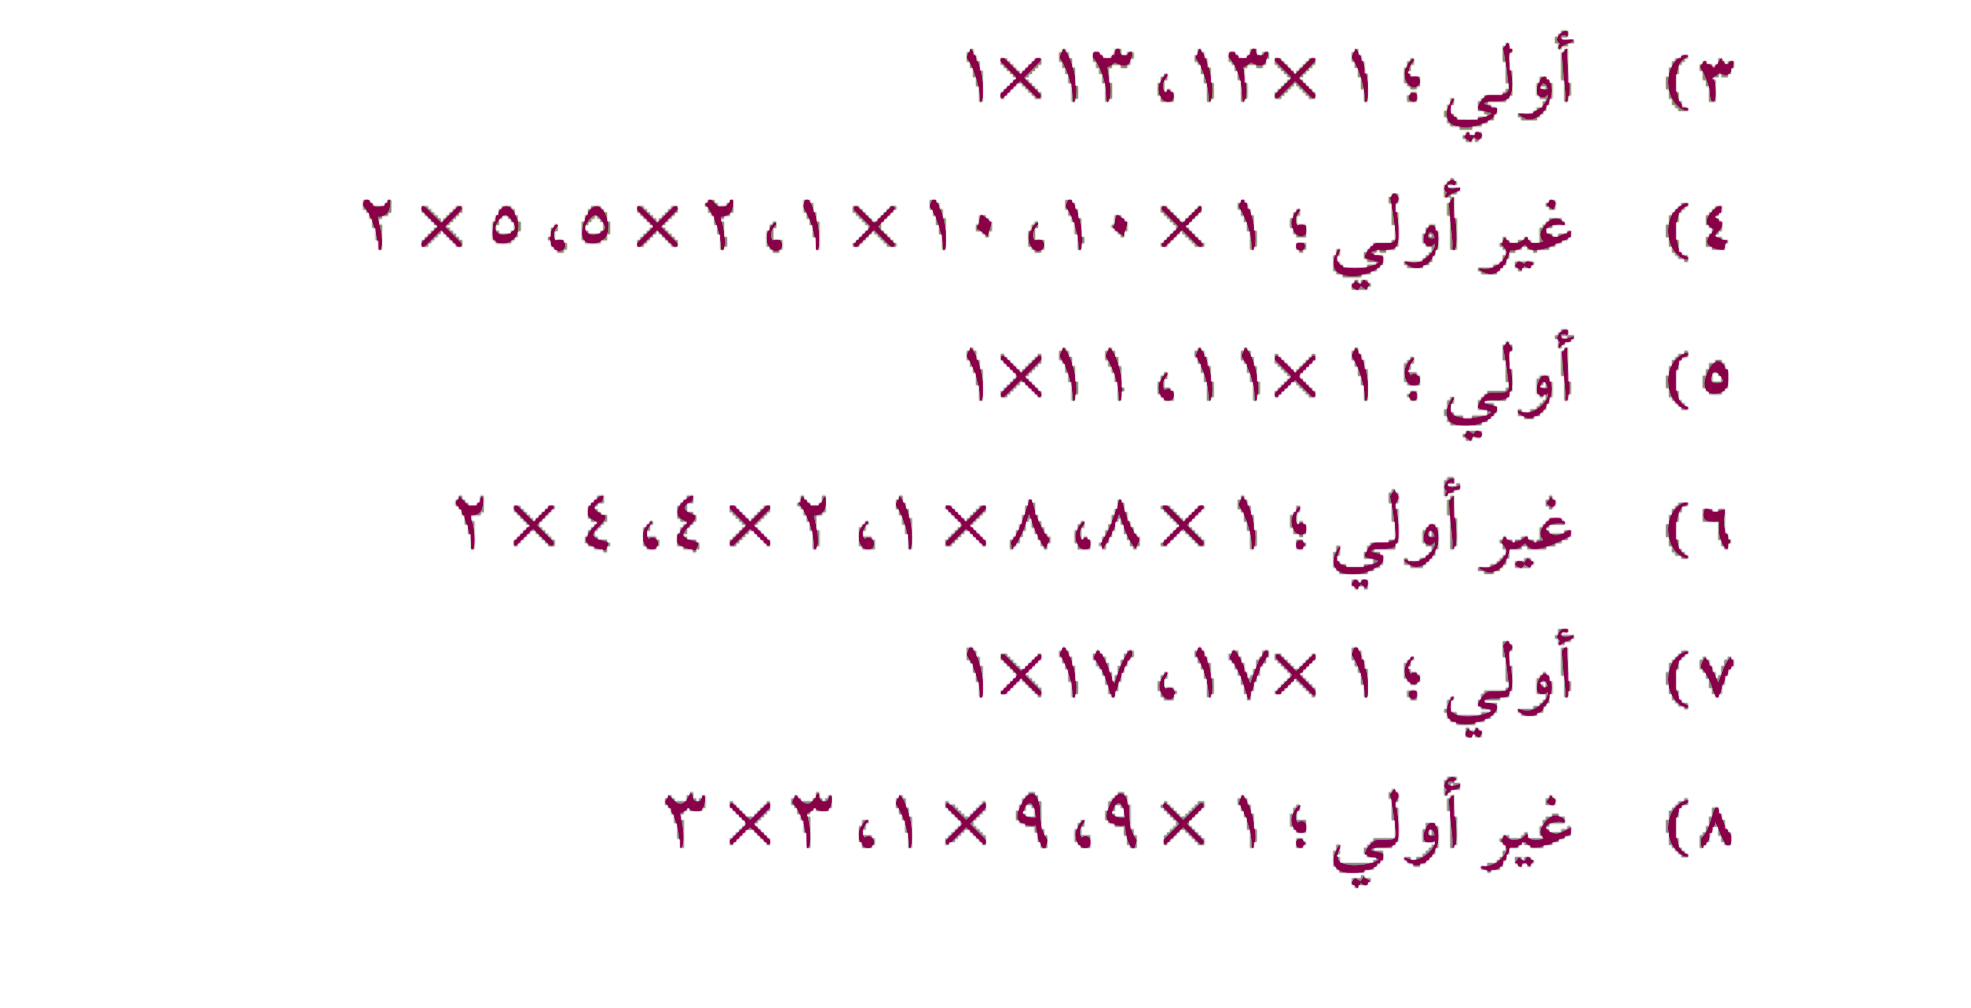 ٣) أولي ؛ ١ ×١٣، ١٣×١
٤) غير أولي ؛ ١ × ١٠، ١٠ × ١، ٢ × ٥، ٥ × ٢
٥) أولي ؛ ١ ×١١، ١١×١
٦) غير أولي ؛ ١ × ٨، ٨ × ١، ٢ × ٤، ٤ × ٢
٧) أولي ؛ ١ ×١٧، ١٧×١
٨) غير أولي ؛ ١ × ٩، ٩ × ١، ٣ × ٣